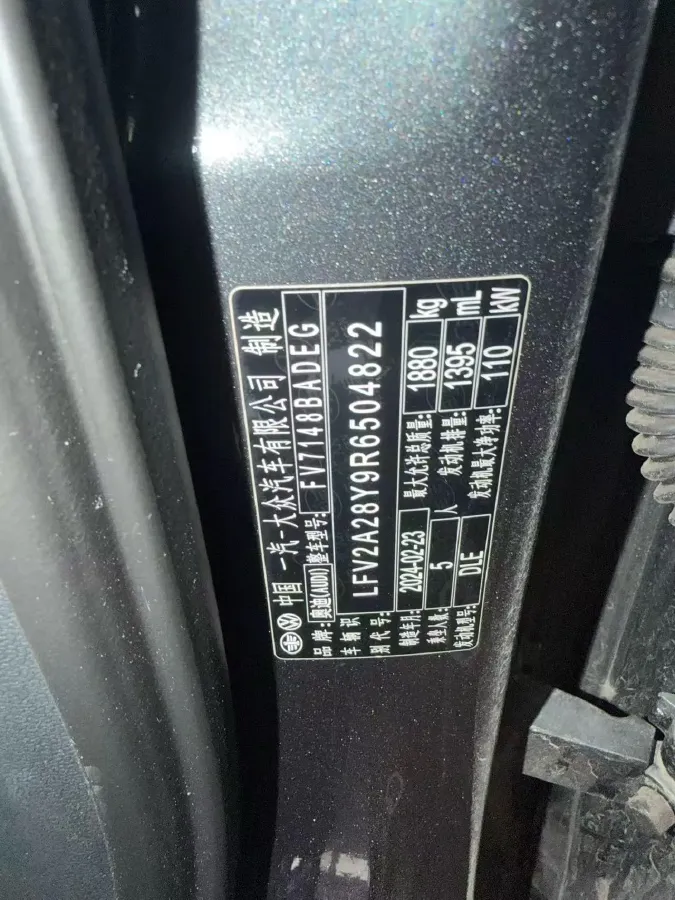 中国 一汽-大众汽车有限公司 制造
品牌: 奥迪(AUDI) 整车型号: FV7148BADEG
车辆识别代号: LFV2A28Y9R6504822
制造年月: 2024-02-23 最大允许总质量: 1880 kg
乘坐人数: 5 人 发动机排量: 1395 mL
发动机型号: DLE 发动机最大净功率: 110 kW